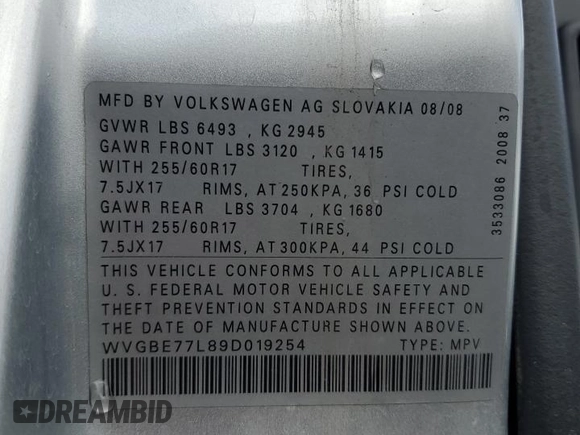 MFD BY VOLKSWAGEN AG SLOVAKIA 08/08
GVWR LBS 6493 , KG 2945
GAWR FRONT LBS 3120 , KG 1415
WITH 255/60R17 TIRES,
7.5JX17 RIMS, AT 250KPA, 36 PSI COLD
GAWR REAR LBS 3704 , KG 1680
WITH 255/60R17 TIRES,
7.5JX17 RIMS, AT 300KPA, 44 PSI COLD
THIS VEHICLE CONFORMS TO ALL APPLICABLE
U. S. FEDERAL MOTOR VEHICLE SAFETY AND
THEFT PREVENTION STANDARDS IN EFFECT ON
THE DATE OF MANUFACTURE SHOWN ABOVE.
WVGBE77L89D019254 TYPE: MPV
3533086 2008 37
DREAMBID